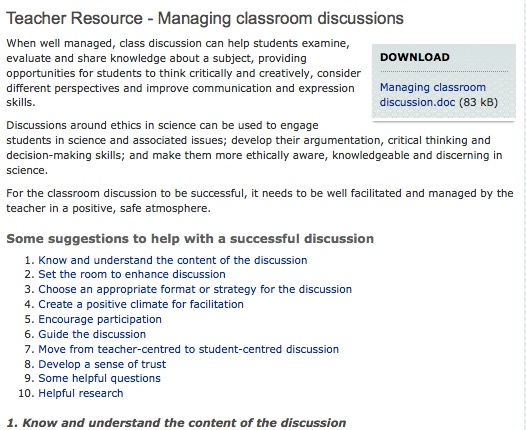 Teacher Resource - Managing classroom discussions
When well managed, class discussion can help students examine,
evaluate and share knowledge about a subject, providing
opportunities for students to think critically and creatively, consider
different perspectives and improve communication and expression
skills.
DOWNLOAD
Managing classroom
discussion.doc (83 kB)
Discussions around ethics in science can be used to engage
students in science and associated issues; develop their argumentation, critical thinking and
decision-making skills; and make them more ethically aware, knowledgeable and discerning in
science.
For the classroom discussion to be successful, it needs to be well facilitated and managed by the
teacher in a positive, safe atmosphere.
Some suggestions to help with a successful discussion
1. Know and understand the content of the discussion
2. Set the room to enhance discussion
3. Choose an appropriate format or strategy for the discussion
4. Create a positive climate for facilitation
5. Encourage participation
6. Guide the discussion
7. Move from teacher-centred to student-centred discussion
8. Develop a sense of trust
9. Some helpful questions
10. Helpful research
1. Know and understand the content of the discussion